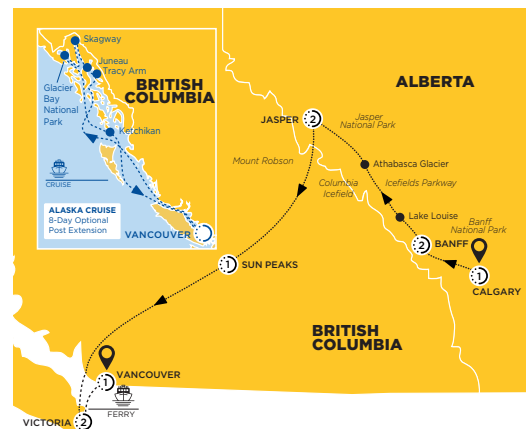 Skagway
Juneau
Tracy Arm
BRITISH
COLUMBIA
Glacier
Bay
National
Park
Ketchikan
CRUISE
ALASKA CRUISE
8-Day Optional
Post Extension
VANCOUVER
ALBERTA
JASPER
2
Jasper
National Park
Mount Robson
Athabasca Glacier
Columbia
Icefield
Icefields Parkway
Lake Louise
Banff
National Park
2
BANFF
1
CALGARY
1
SUN PEAKS
BRITISH
COLUMBIA
1
VANCOUVER
FERRY
VICTORIA
2